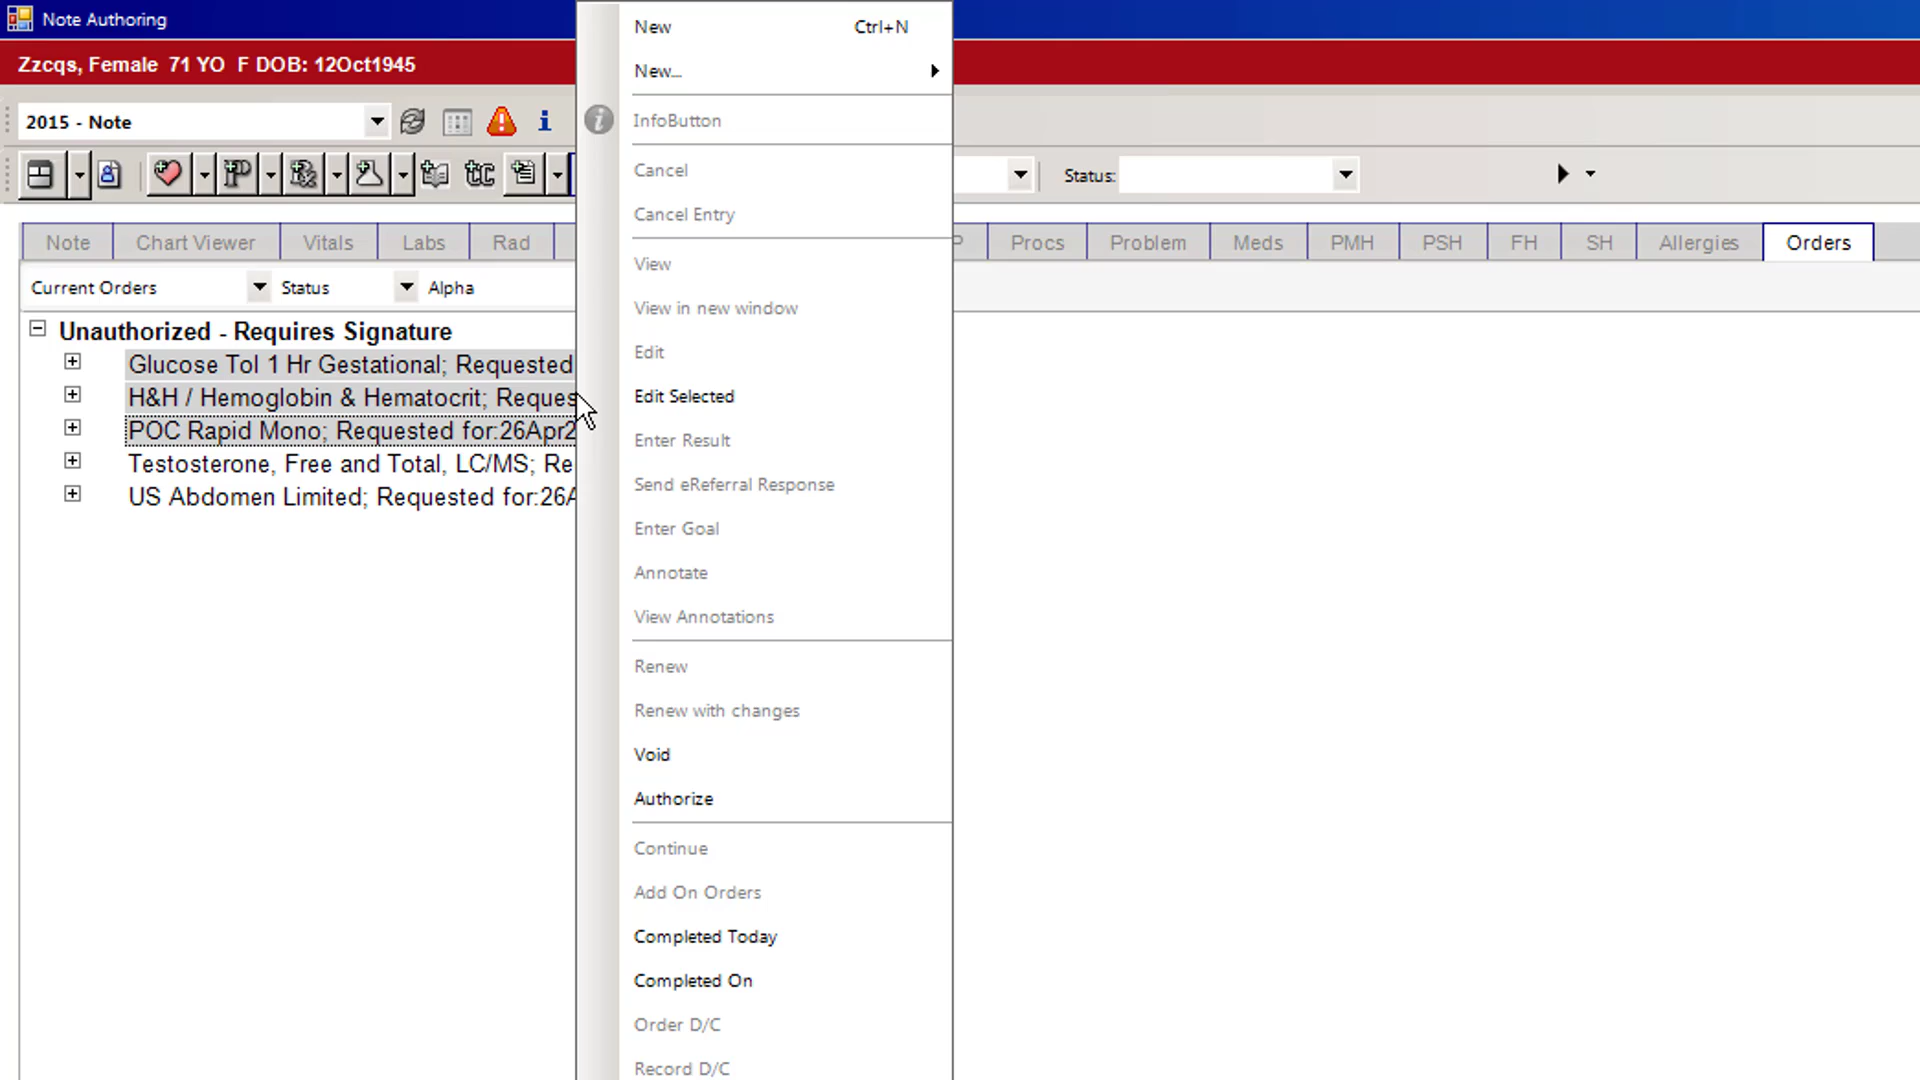 Note Authoring
Zzcqs, Female 71 YO F DOB: 12Oct1945
2015 - Note
Status:
Note Chart Viewer Vitals Labs Rad P Procs Problem Meds PMH PSH FH SH Allergies Orders
Current Orders Status Alpha
Unauthorized - Requires Signature
Glucose Tol 1 Hr Gestational; Requested
H&H / Hemoglobin & Hematocrit; Reques
POC Rapid Mono; Requested for:26Apr2
Testosterone, Free and Total, LC/MS; Re
US Abdomen Limited; Requested for:26A
New Ctrl+N
New...
InfoButton
Cancel
Cancel Entry
View
View in new window
Edit
Edit Selected
Enter Result
Send eReferral Response
Enter Goal
Annotate
View Annotations
Renew
Renew with changes
Void
Authorize
Continue
Add On Orders
Completed Today
Completed On
Order D/C
Record D/C